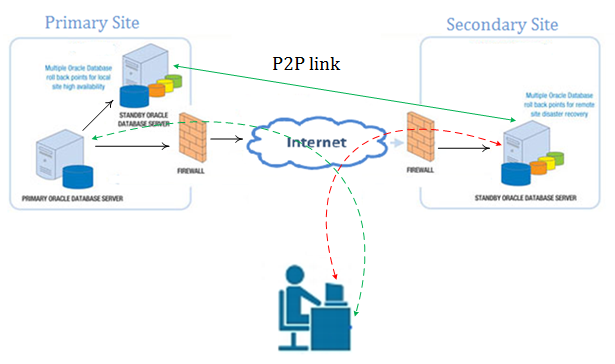 Primary Site
Secondary Site
Multiple Oracle Database
roll back points for local
site high availability
P2P link
Multiple Oracle Database
roll back points for remote
site disaster recovery
STANDBY ORACLE
DATABASE SERVER
Internet
FIREWALL
FIREWALL
PRIMARY ORACLE DATABASE SERVER
STANDBY ORACLE DATABASE SERVER